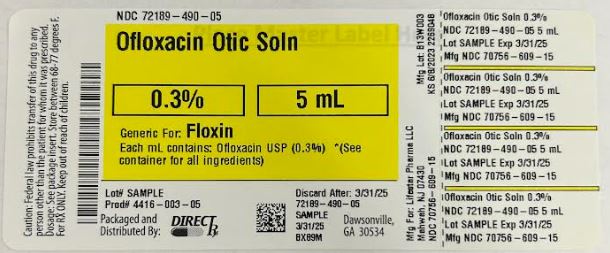 NDC 72189-490-05
Ofloxacin Otic Soln
0.3%
5 mL
Generic For: Floxin
Each mL contains: Ofloxacin USP (0.3%) *(See
container for all ingredients)
Caution: Federal law prohibits transfer of this drug to any
person other than the patient for whom it was prescribed.
Dosage: See package insert. Store between 68-77 degrees F.
For RX ONLY. Keep out of reach of children.
Lot# SAMPLE
Prod# 4416-003-05
Packaged and
Distributed By:
DIRECT Rx
Discard After: 3/31/25
72189-490-05
SAMPLE
3/31/25
BX89M
Dawsonville,
GA 30534
Mfg Lot: B13W003
KS 6/8/2023 2268048
Mfg For: Lifestar Pharma LLC
Mahwah, NJ 07430
NDC 70756-609-15
Ofloxacin Otic Soln 0.3%
NDC 72189-490-05 5 mL
Lot SAMPLE Exp 3/31/25
Mfg NDC 70756-609-15
Ofloxacin Otic Soln 0.3%
NDC 72189-490-05 5 mL
Lot SAMPLE Exp 3/31/25
Mfg NDC 70756-609-15
Ofloxacin Otic Soln 0.3%
NDC 72189-490-05 5 mL
Lot SAMPLE Exp 3/31/25
Mfg NDC 70756-609-15
Ofloxacin Otic Soln 0.3%
NDC 72189-490-05 5 mL
Lot SAMPLE Exp 3/31/25
Mfg NDC 70756-609-15